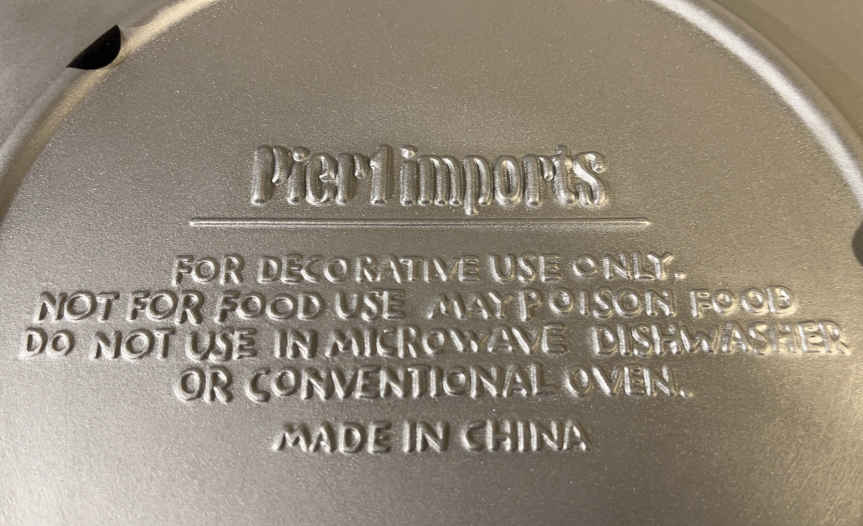 Pier1imports
FOR DECORATIVE USE ONLY.
NOT FOR FOOD USE MAY POISON FOOD
DO NOT USE IN MICROWAVE DISHWASHER
OR CONVENTIONAL OVEN.
MADE IN CHINA